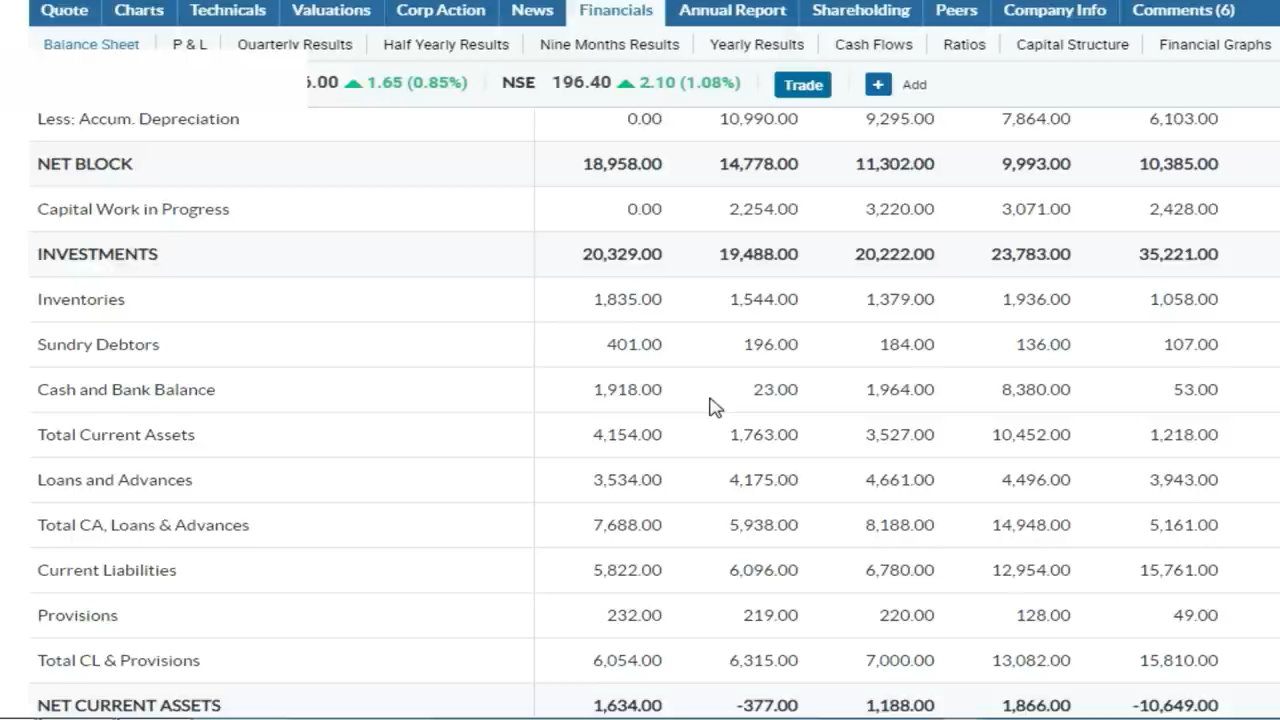 Quote Charts Technicals Valuations Corp Action News Financials Annual Report Shareholding Peers Company Info Comments (6)
Balance Sheet P & L Quarterly Results Half Yearly Results Nine Months Results Yearly Results Cash Flows Ratios Capital Structure Financial Graphs
6.00 1.65 (0.85%) NSE 196.40 2.10 (1.08%) Trade + Add
Less: Accum. Depreciation 0.00 10,990.00 9,295.00 7,864.00 6,103.00
NET BLOCK 18,958.00 14,778.00 11,302.00 9,993.00 10,385.00
Capital Work in Progress 0.00 2,254.00 3,220.00 3,071.00 2,428.00
INVESTMENTS 20,329.00 19,488.00 20,222.00 23,783.00 35,221.00
Inventories 1,835.00 1,544.00 1,379.00 1,936.00 1,058.00
Sundry Debtors 401.00 196.00 184.00 136.00 107.00
Cash and Bank Balance 1,918.00 23.00 1,964.00 8,380.00 53.00
Total Current Assets 4,154.00 1,763.00 3,527.00 10,452.00 1,218.00
Loans and Advances 3,534.00 4,175.00 4,661.00 4,496.00 3,943.00
Total CA, Loans & Advances 7,688.00 5,938.00 8,188.00 14,948.00 5,161.00
Current Liabilities 5,822.00 6,096.00 6,780.00 12,954.00 15,761.00
Provisions 232.00 219.00 220.00 128.00 49.00
Total CL & Provisions 6,054.00 6,315.00 7,000.00 13,082.00 15,810.00
NET CURRENT ASSETS 1,634.00 -377.00 1,188.00 1,866.00 -10,649.00